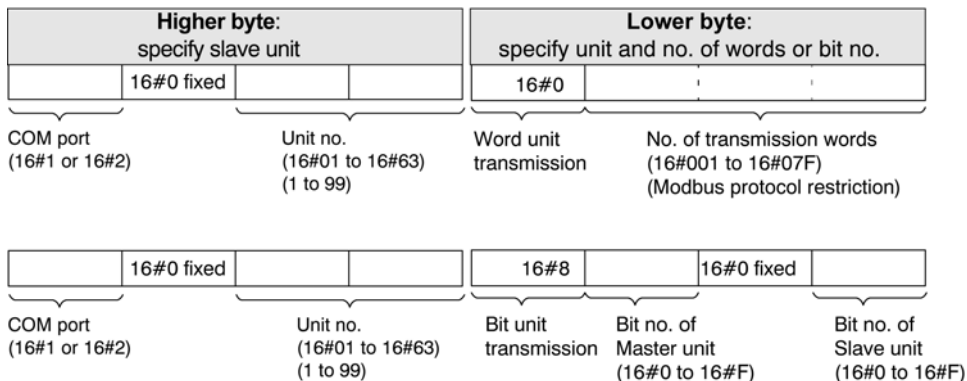 Higher byte:
specify slave unit
Lower byte:
specify unit and no. of words or bit no.
16#0 fixed
16#0
COM port
(16#1 or 16#2)
Unit no.
(16#01 to 16#63)
(1 to 99)
Word unit
transmission
No. of transmission words
(16#001 to 16#07F)
(Modbus protocol restriction)
16#0 fixed
16#8
16#0 fixed
COM port
(16#1 or 16#2)
Unit no.
(16#01 to 16#63)
(1 to 99)
Bit unit
transmission
Bit no. of
Master unit
(16#0 to 16#F)
Bit no. of
Slave unit
(16#0 to 16#F)